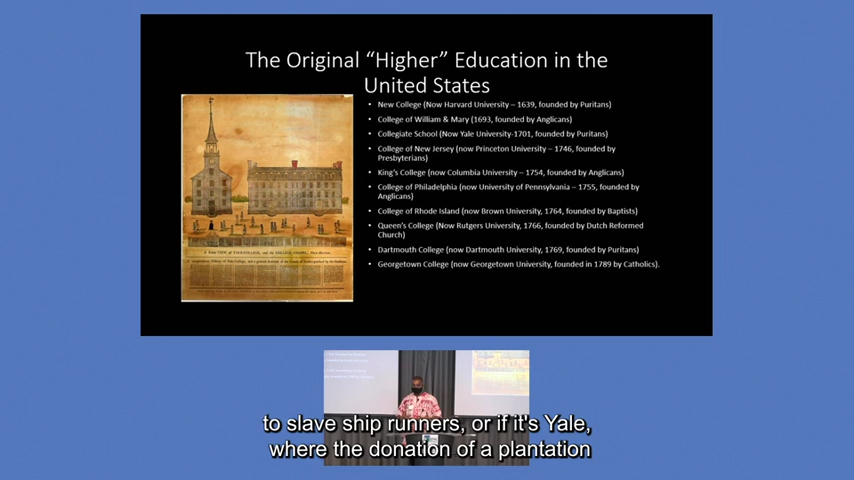 The Original “Higher” Education in the
United States
• New College (Now Harvard University – 1639, founded by Puritans)
• College of William & Mary (1693, founded by Anglicans)
• Collegiate School (Now Yale University-1701, founded by Puritans)
• College of New Jersey (now Princeton University – 1746, founded by
Presbyterians)
• King's College (now Columbia University – 1754, founded by Anglicans)
• College of Philadelphia (now University of Pennsylvania – 1755, founded by
Anglicans)
• College of Rhode Island (now Brown University, 1764, founded by Baptists)
• Queen's College (Now Rutgers University, 1766, founded by Dutch Reformed
Church)
• Dartmouth College (now Dartmouth University, 1769, founded by Puritans)
• Georgetown College (now Georgetown University, founded in 1789 by Catholics).
to slave ship runners, or if it's Yale,
where the donation of a plantation